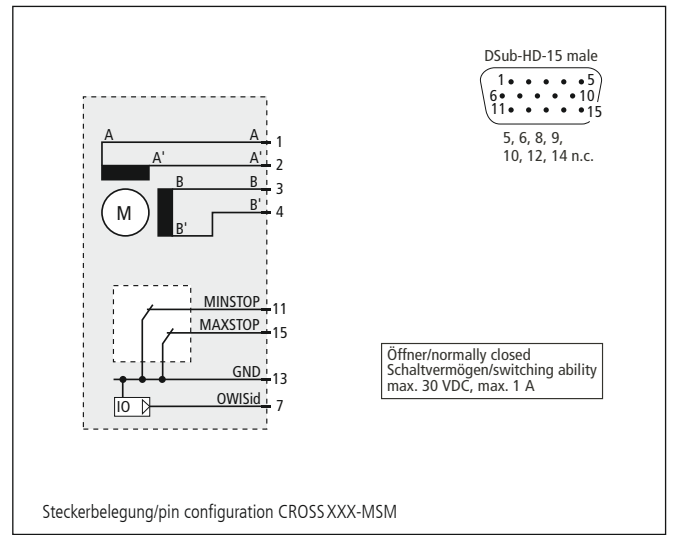 DSub-HD-15 male
1 5
6 10
11 15
5, 6, 8, 9,
10, 12, 14 n.c.
A A 1
A' A' 2
B B 3
B' 4
M
B'
MINSTOP 11
MAXSTOP 15
GND 13
OWISid 7
IO
Öffner/normally closed
Schaltvermögen/switching ability
max. 30 VDC, max. 1 A
Steckerbelegung/pin configuration CROSS XXX-MSM